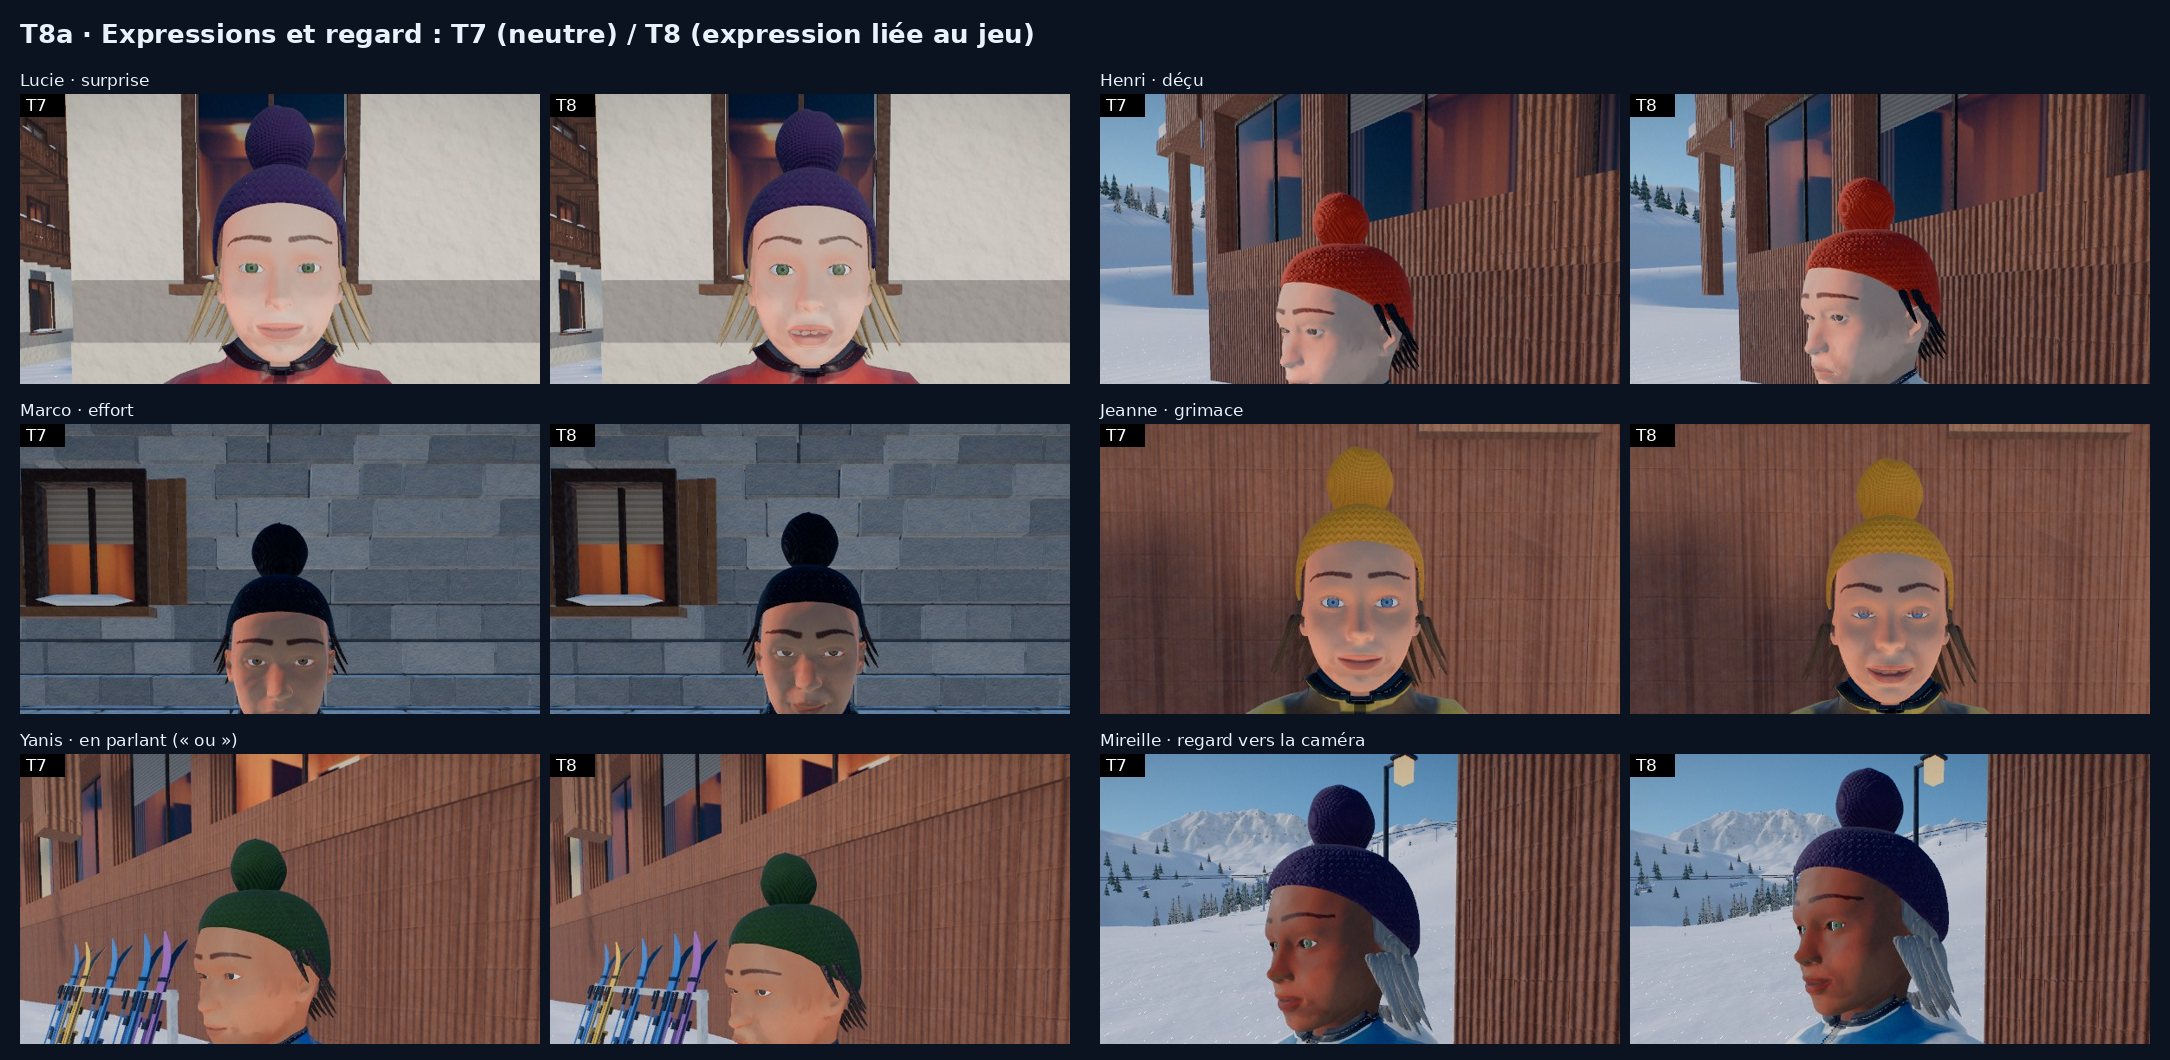 T8a · Expressions et regard : T7 (neutre) / T8 (expression liée au jeu)
Lucie · surprise
T7
T8
Henri · déçu
T7
T8
Marco · effort
T7
T8
Jeanne · grimace
T7
T8
Yanis · en parlant (« ou »)
T7
T8
Mireille · regard vers la caméra
T7
T8